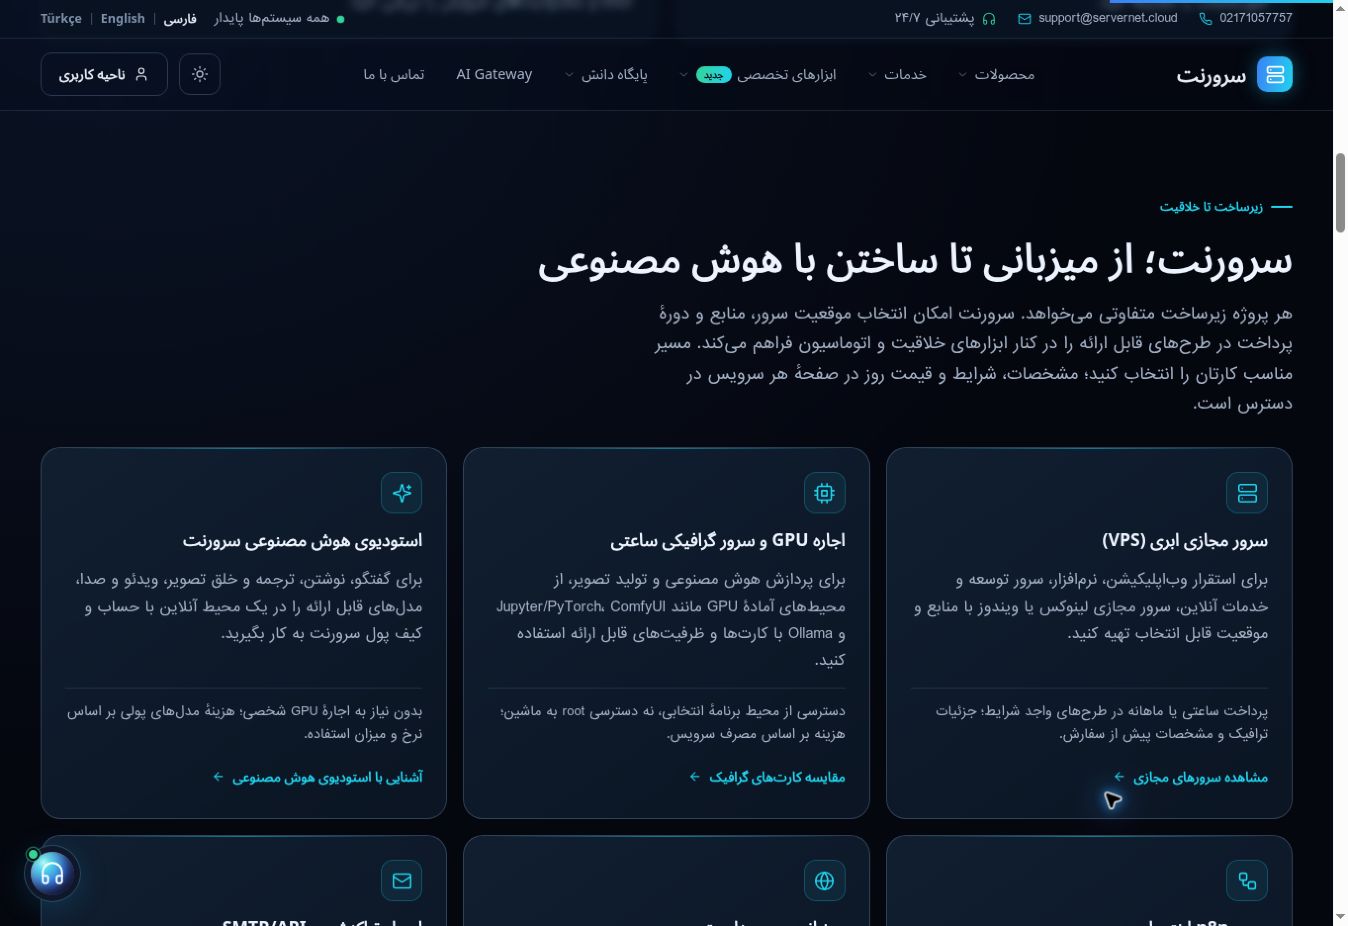 02171057757
support@servernet.cloud
پشتیبانی ۲۴/۷
همه سیستم‌ها پایدار
فارسی | English | Türkçe
سرورنت
محصولات
خدمات
ابزارهای تخصصی جدید
پایگاه دانش
AI Gateway
تماس با ما
ناحیه کاربری
زیرساخت تا خلاقیت
سرورنت؛ از میزبانی تا ساختن با هوش مصنوعی
هر پروژه زیرساخت متفاوتی می‌خواهد. سرورنت امکان انتخاب موقعیت سرور، منابع و دورهٔ
پرداخت در طرح‌های قابل ارائه را در کنار ابزارهای خلاقیت و اتوماسیون فراهم می‌کند. مسیر
مناسب کارتان را انتخاب کنید؛ مشخصات، شرایط و قیمت روز در صفحهٔ هر سرویس در
دسترس است.
سرور مجازی ابری (VPS)
برای استقرار وب‌اپلیکیشن، نرم‌افزار، سرور توسعه و
خدمات آنلاین، سرور مجازی لینوکس یا ویندوز با منابع و
موقعیت قابل انتخاب تهیه کنید.
پرداخت ساعتی یا ماهانه در طرح‌های واجد شرایط؛ جزئیات
ترافیک و مشخصات پیش از سفارش.
مشاهده سرورهای مجازی ←
اجاره GPU و سرور گرافیکی ساعتی
برای پردازش هوش مصنوعی و تولید تصویر، از
محیط‌های آمادهٔ GPU مانند Jupyter/PyTorch، ComfyUI
و Ollama با کارت‌ها و ظرفیت‌های قابل ارائه استفاده
کنید.
دسترسی از محیط برنامهٔ انتخابی، نه دسترسی root به ماشین؛
هزینه بر اساس مصرف سرویس.
مقایسه کارت‌های گرافیک ←
استودیوی هوش مصنوعی سرورنت
برای گفتگو، نوشتن، ترجمه و خلق تصویر، ویدئو و صدا،
مدل‌های قابل ارائه را در یک محیط آنلاین با حساب و
کیف پول سرورنت به کار بگیرید.
بدون نیاز به اجارهٔ GPU شخصی؛ هزینهٔ مدل‌های پولی بر اساس
نرخ و میزان استفاده.
آشنایی با استودیوی هوش مصنوعی ←